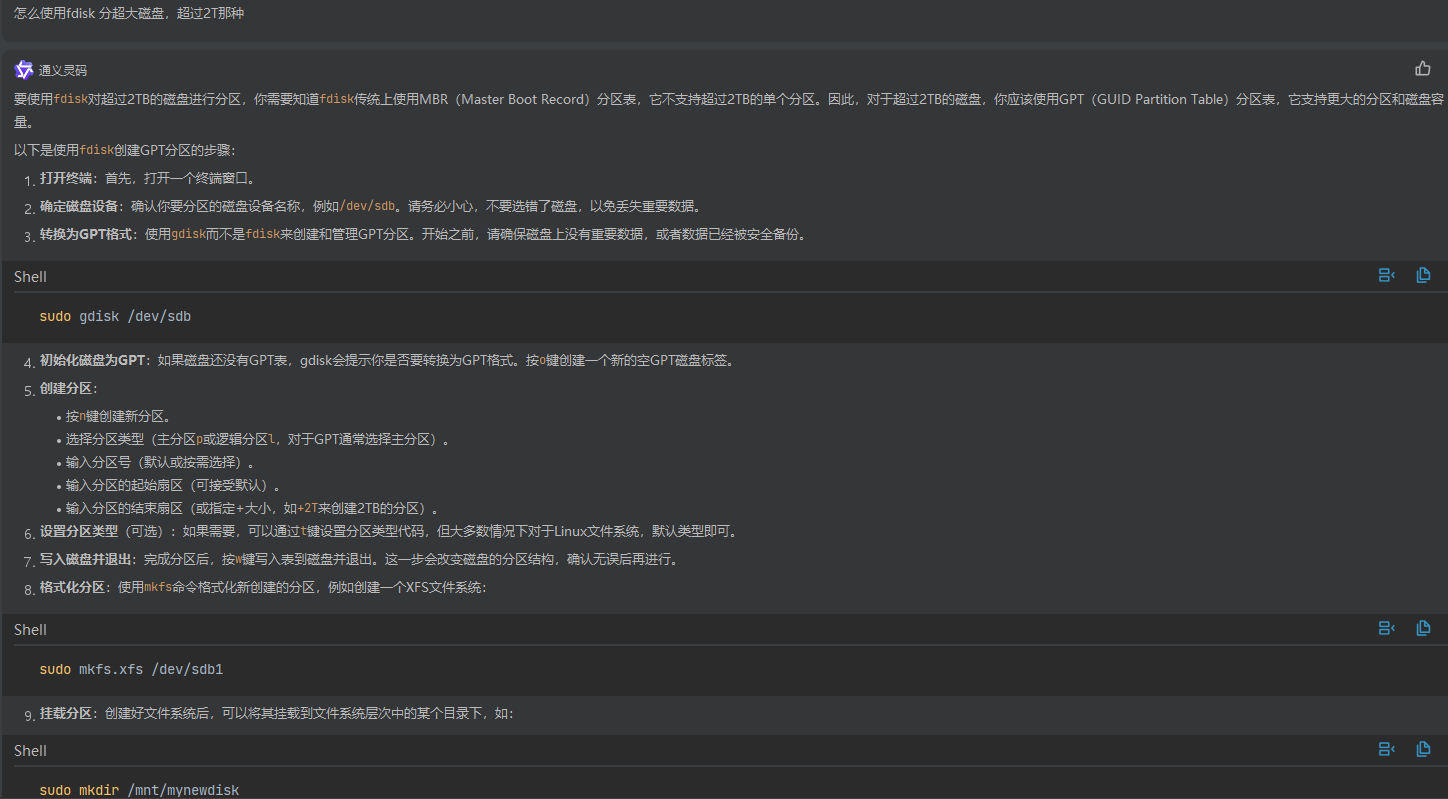 怎么使用fdisk 分超大磁盘，超过2T那种
通义灵码
要使用fdisk对超过2TB的磁盘进行分区，你需要知道fdisk传统上使用MBR（Master Boot Record）分区表，它不支持超过2TB的单个分区。因此，对于超过2TB的磁盘，你应该使用GPT（GUID Partition Table）分区表，它支持更大的分区和磁盘容
量。
以下是使用fdisk创建GPT分区的步骤：
1. 打开终端：首先，打开一个终端窗口。
2. 确定磁盘设备：确认你要分区的磁盘设备名称，例如/dev/sdb。请务必小心，不要选错了磁盘，以免丢失重要数据。
3. 转换为GPT格式：使用gdisk而不是fdisk来创建和管理GPT分区。开始之前，请确保磁盘上没有重要数据，或者数据已经被安全备份。
Shell
sudo gdisk /dev/sdb
4. 初始化磁盘为GPT：如果磁盘还没有GPT表，gdisk会提示你是否要转换为GPT格式。按o键创建一个新的空GPT磁盘标签。
5. 创建分区：
• 按n键创建新分区。
• 选择分区类型（主分区p或逻辑分区l，对于GPT通常选择主分区）。
• 输入分区号（默认或按需选择）。
• 输入分区的起始扇区（可接受默认）。
• 输入分区的结束扇区（或指定+大小，如+2T来创建2TB的分区）。
6. 设置分区类型（可选）：如果需要，可以通过t键设置分区类型代码，但大多数情况下对于Linux文件系统，默认类型即可。
7. 写入磁盘并退出：完成分区后，按w键写入表到磁盘并退出。这一步会改变磁盘的分区结构，确认无误后再进行。
8. 格式化分区：使用mkfs命令格式化新创建的分区，例如创建一个XFS文件系统：
Shell
sudo mkfs.xfs /dev/sdb1
9. 挂载分区：创建好文件系统后，可以将其挂载到文件系统层次中的某个目录下，如：
Shell
sudo mkdir /mnt/mynewdisk